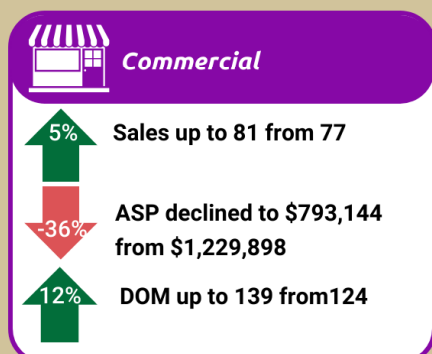 Commercial
5%
Sales up to 81 from 77
-36%
ASP declined to $793,144
from $1,229,898
12%
DOM up to 139 from124